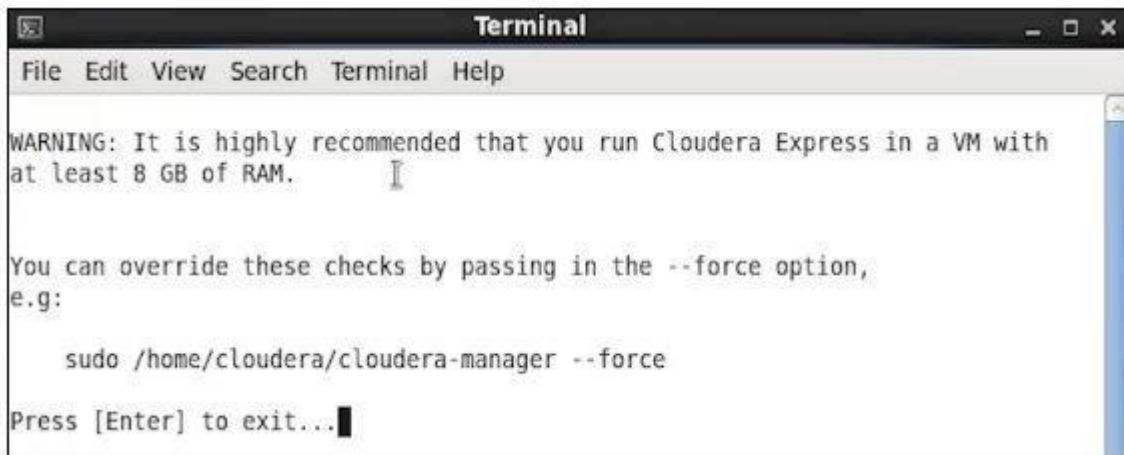 Terminal
File Edit View Search Terminal Help
WARNING: It is highly recommended that you run Cloudera Express in a VM with
at least 8 GB of RAM.
You can override these checks by passing in the --force option,
e.g:
sudo /home/cloudera/cloudera-manager --force
Press [Enter] to exit...